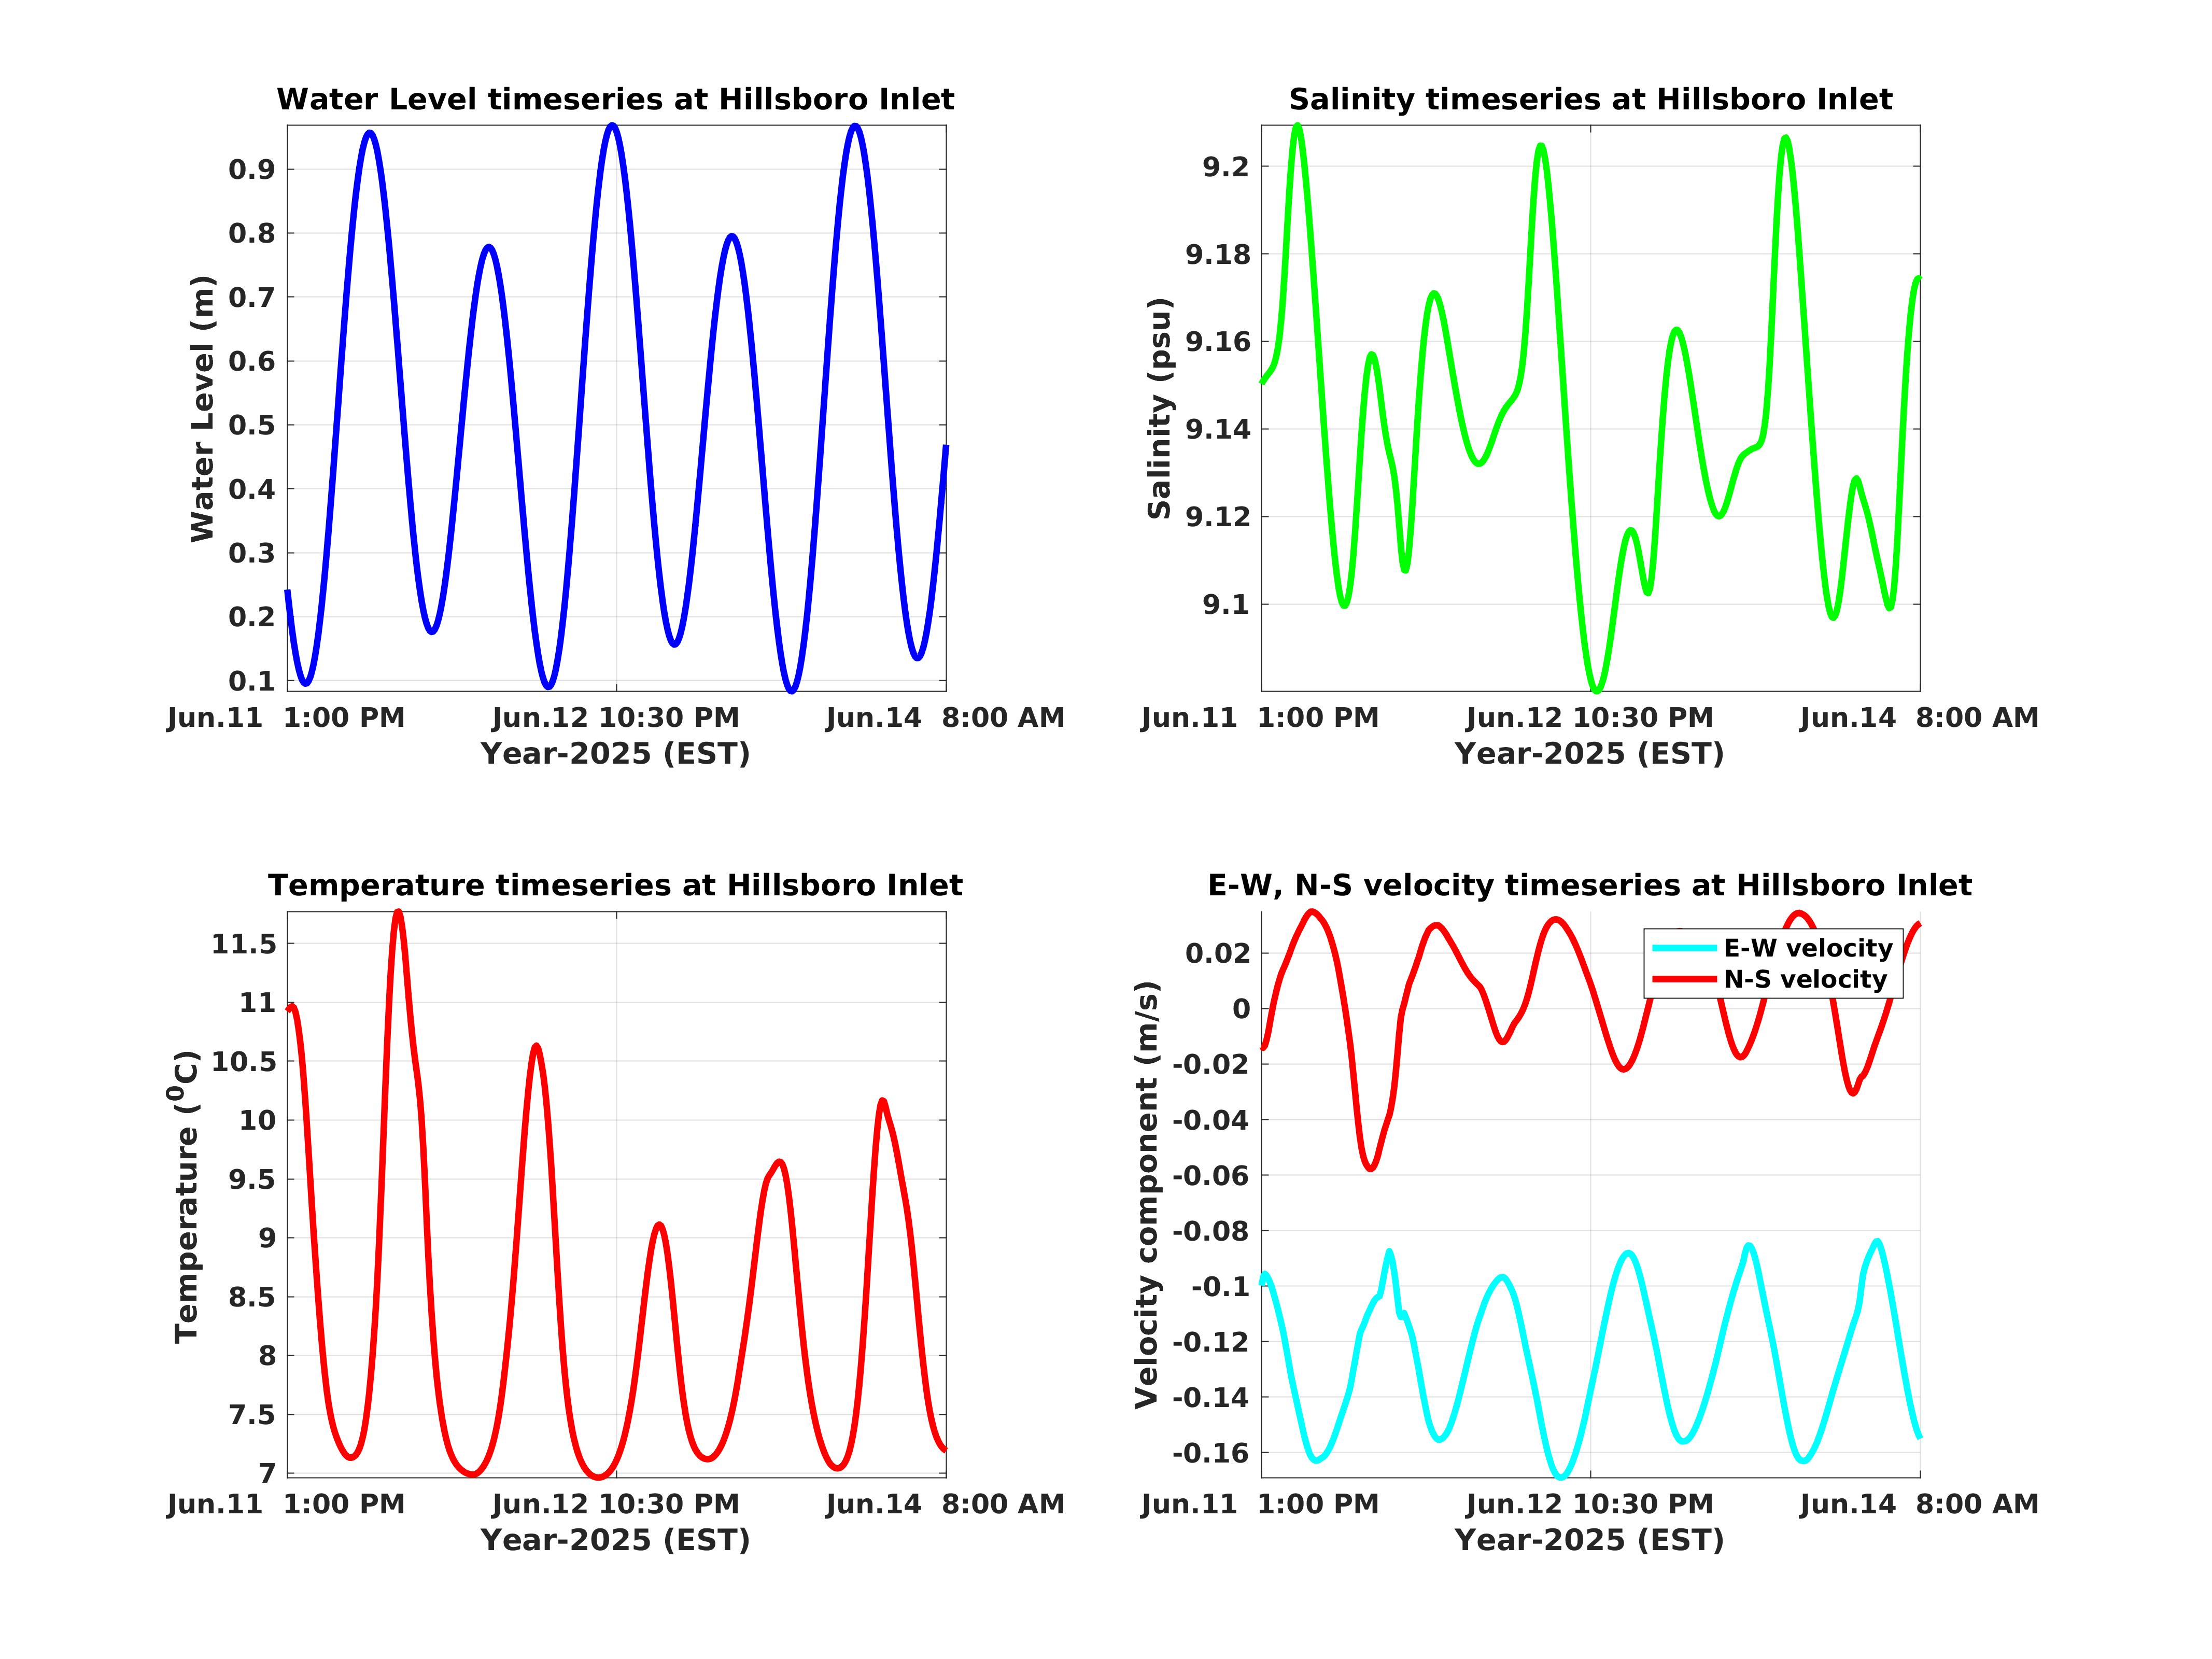 Water Level timeseries at Hillsboro Inlet
Water Level (m)
0.9
0.8
0.7
0.6
0.5
0.4
0.3
0.2
0.1
Jun.11 1:00 PM Jun.12 10:30 PM Jun.14 8:00 AM
Year-2025 (EST)
Salinity timeseries at Hillsboro Inlet
Salinity (psu)
9.2
9.18
9.16
9.14
9.12
9.1
Jun.11 1:00 PM Jun.12 10:30 PM Jun.14 8:00 AM
Year-2025 (EST)
Temperature timeseries at Hillsboro Inlet
Temperature (⁰C)
11.5
11
10.5
10
9.5
9
8.5
8
7.5
7
Jun.11 1:00 PM Jun.12 10:30 PM Jun.14 8:00 AM
Year-2025 (EST)
E-W, N-S velocity timeseries at Hillsboro Inlet
Velocity component (m/s)
E-W velocity
N-S velocity
0.02
0
-0.02
-0.04
-0.06
-0.08
-0.1
-0.12
-0.14
-0.16
Jun.11 1:00 PM Jun.12 10:30 PM Jun.14 8:00 AM
Year-2025 (EST)